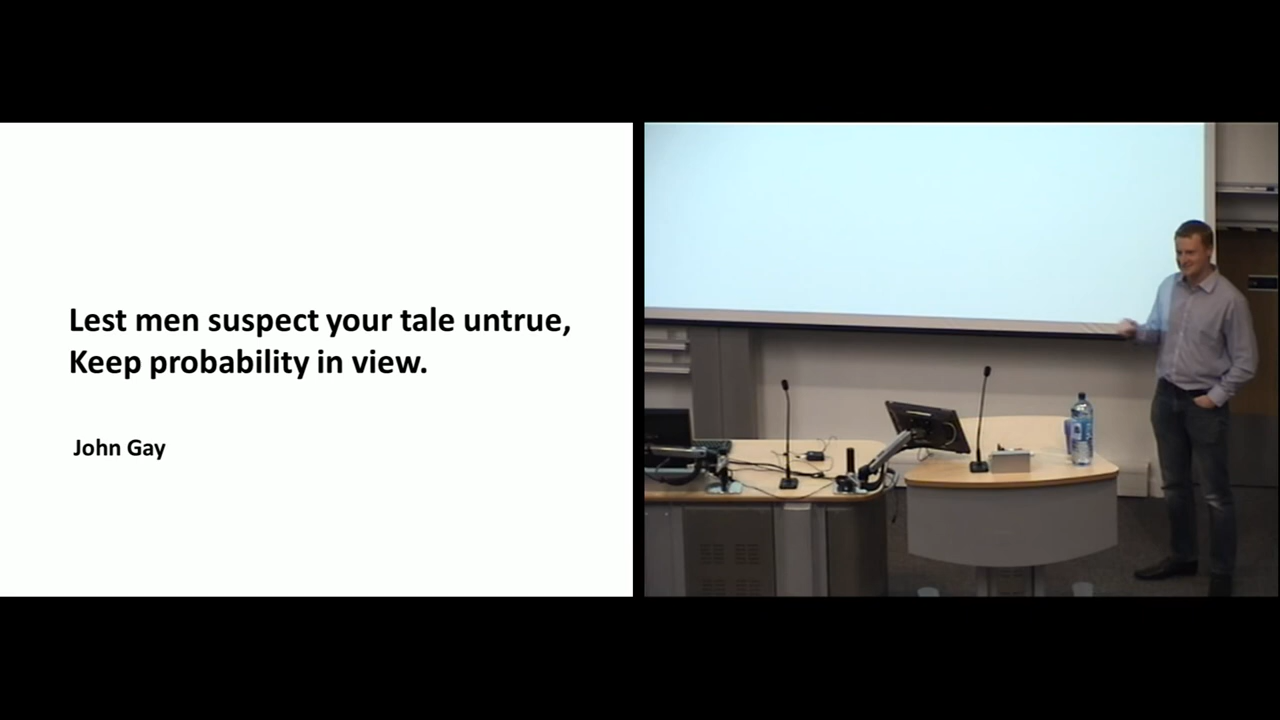 Lest men suspect your tale untrue,
Keep probability in view.
John Gay